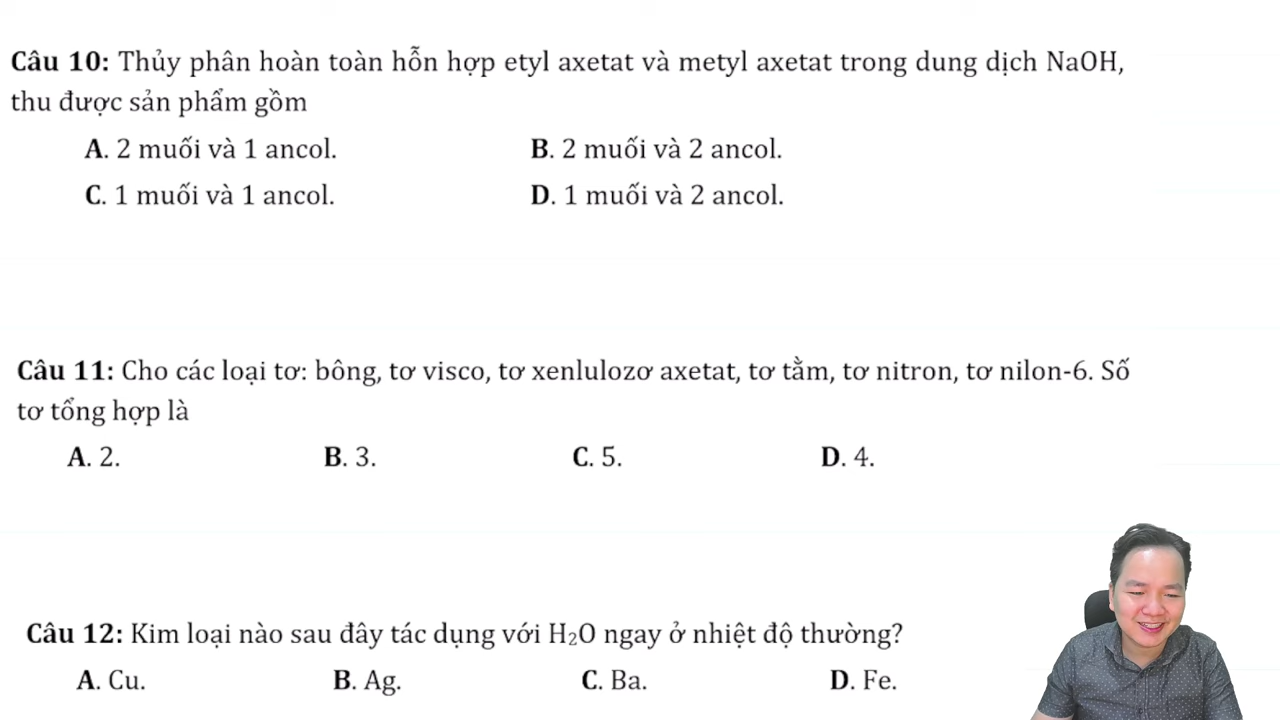 Câu 10: Thủy phân hoàn toàn hỗn hợp etyl axetat và metyl axetat trong dung dịch NaOH,
thu được sản phẩm gồm
A. 2 muối và 1 ancol. B. 2 muối và 2 ancol.
C. 1 muối và 1 ancol. D. 1 muối và 2 ancol.
Câu 11: Cho các loại tơ: bông, tơ visco, tơ xenlulozơ axetat, tơ tằm, tơ nitron, tơ nilon-6. Số
tơ tổng hợp là
A. 2. B. 3. C. 5. D. 4.
Câu 12: Kim loại nào sau đây tác dụng với H₂O ngay ở nhiệt độ thường?
A. Cu. B. Ag. C. Ba. D. Fe.